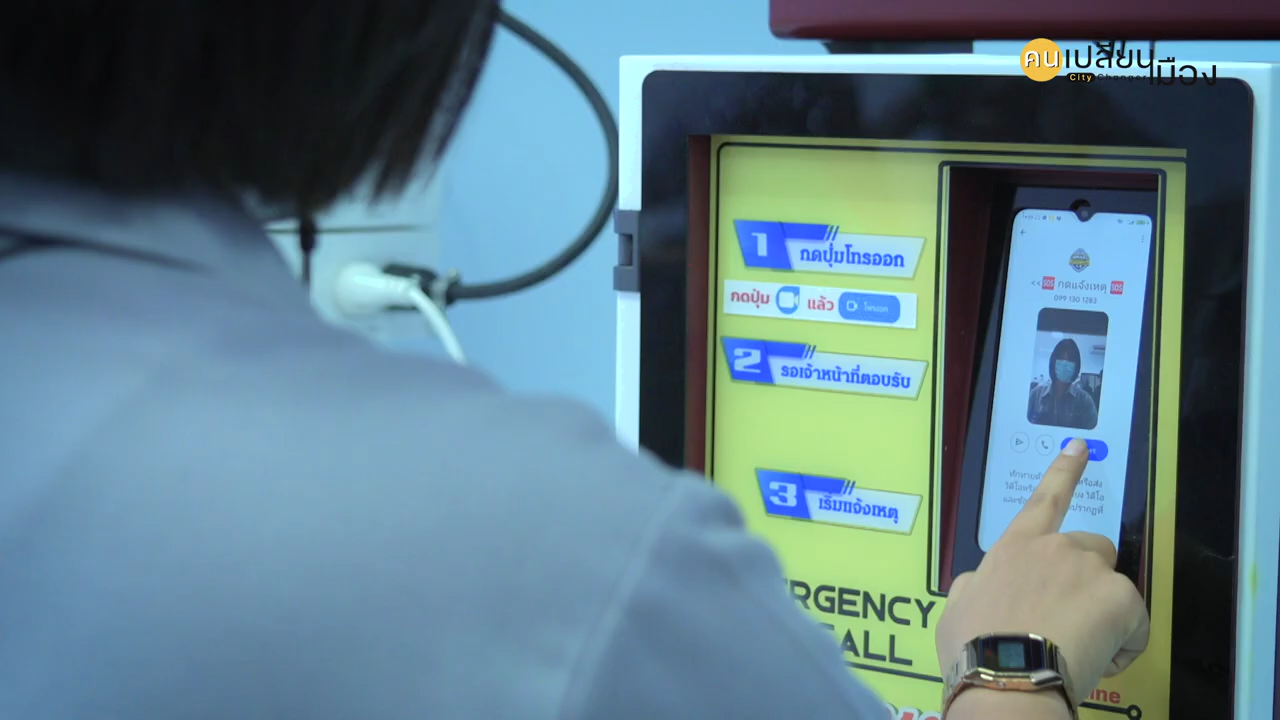 คนเปลี่ยนเมือง
City Changer
1 กดปุ่มโทรออก
กดปุ่ม แล้ว โทรออก
2 รอเจ้าหน้าที่ตอบรับ
3 เริ่มแจ้งเหตุ
RGENCY
CALL
<<🆘 กดแจ้งเหตุ 🆘
099 130 1283